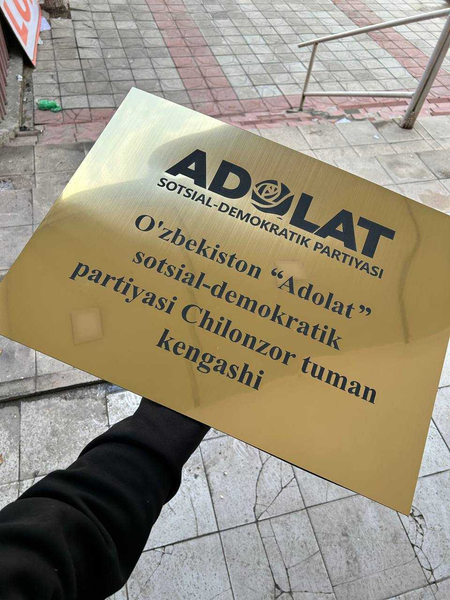 ADOLAT
SOTSIAL-DEMOKRATIK PARTIYASI
O'zbekiston “Adolat”
sotsial-demokratik
partiyasi Chilonzor tuman
kengashi